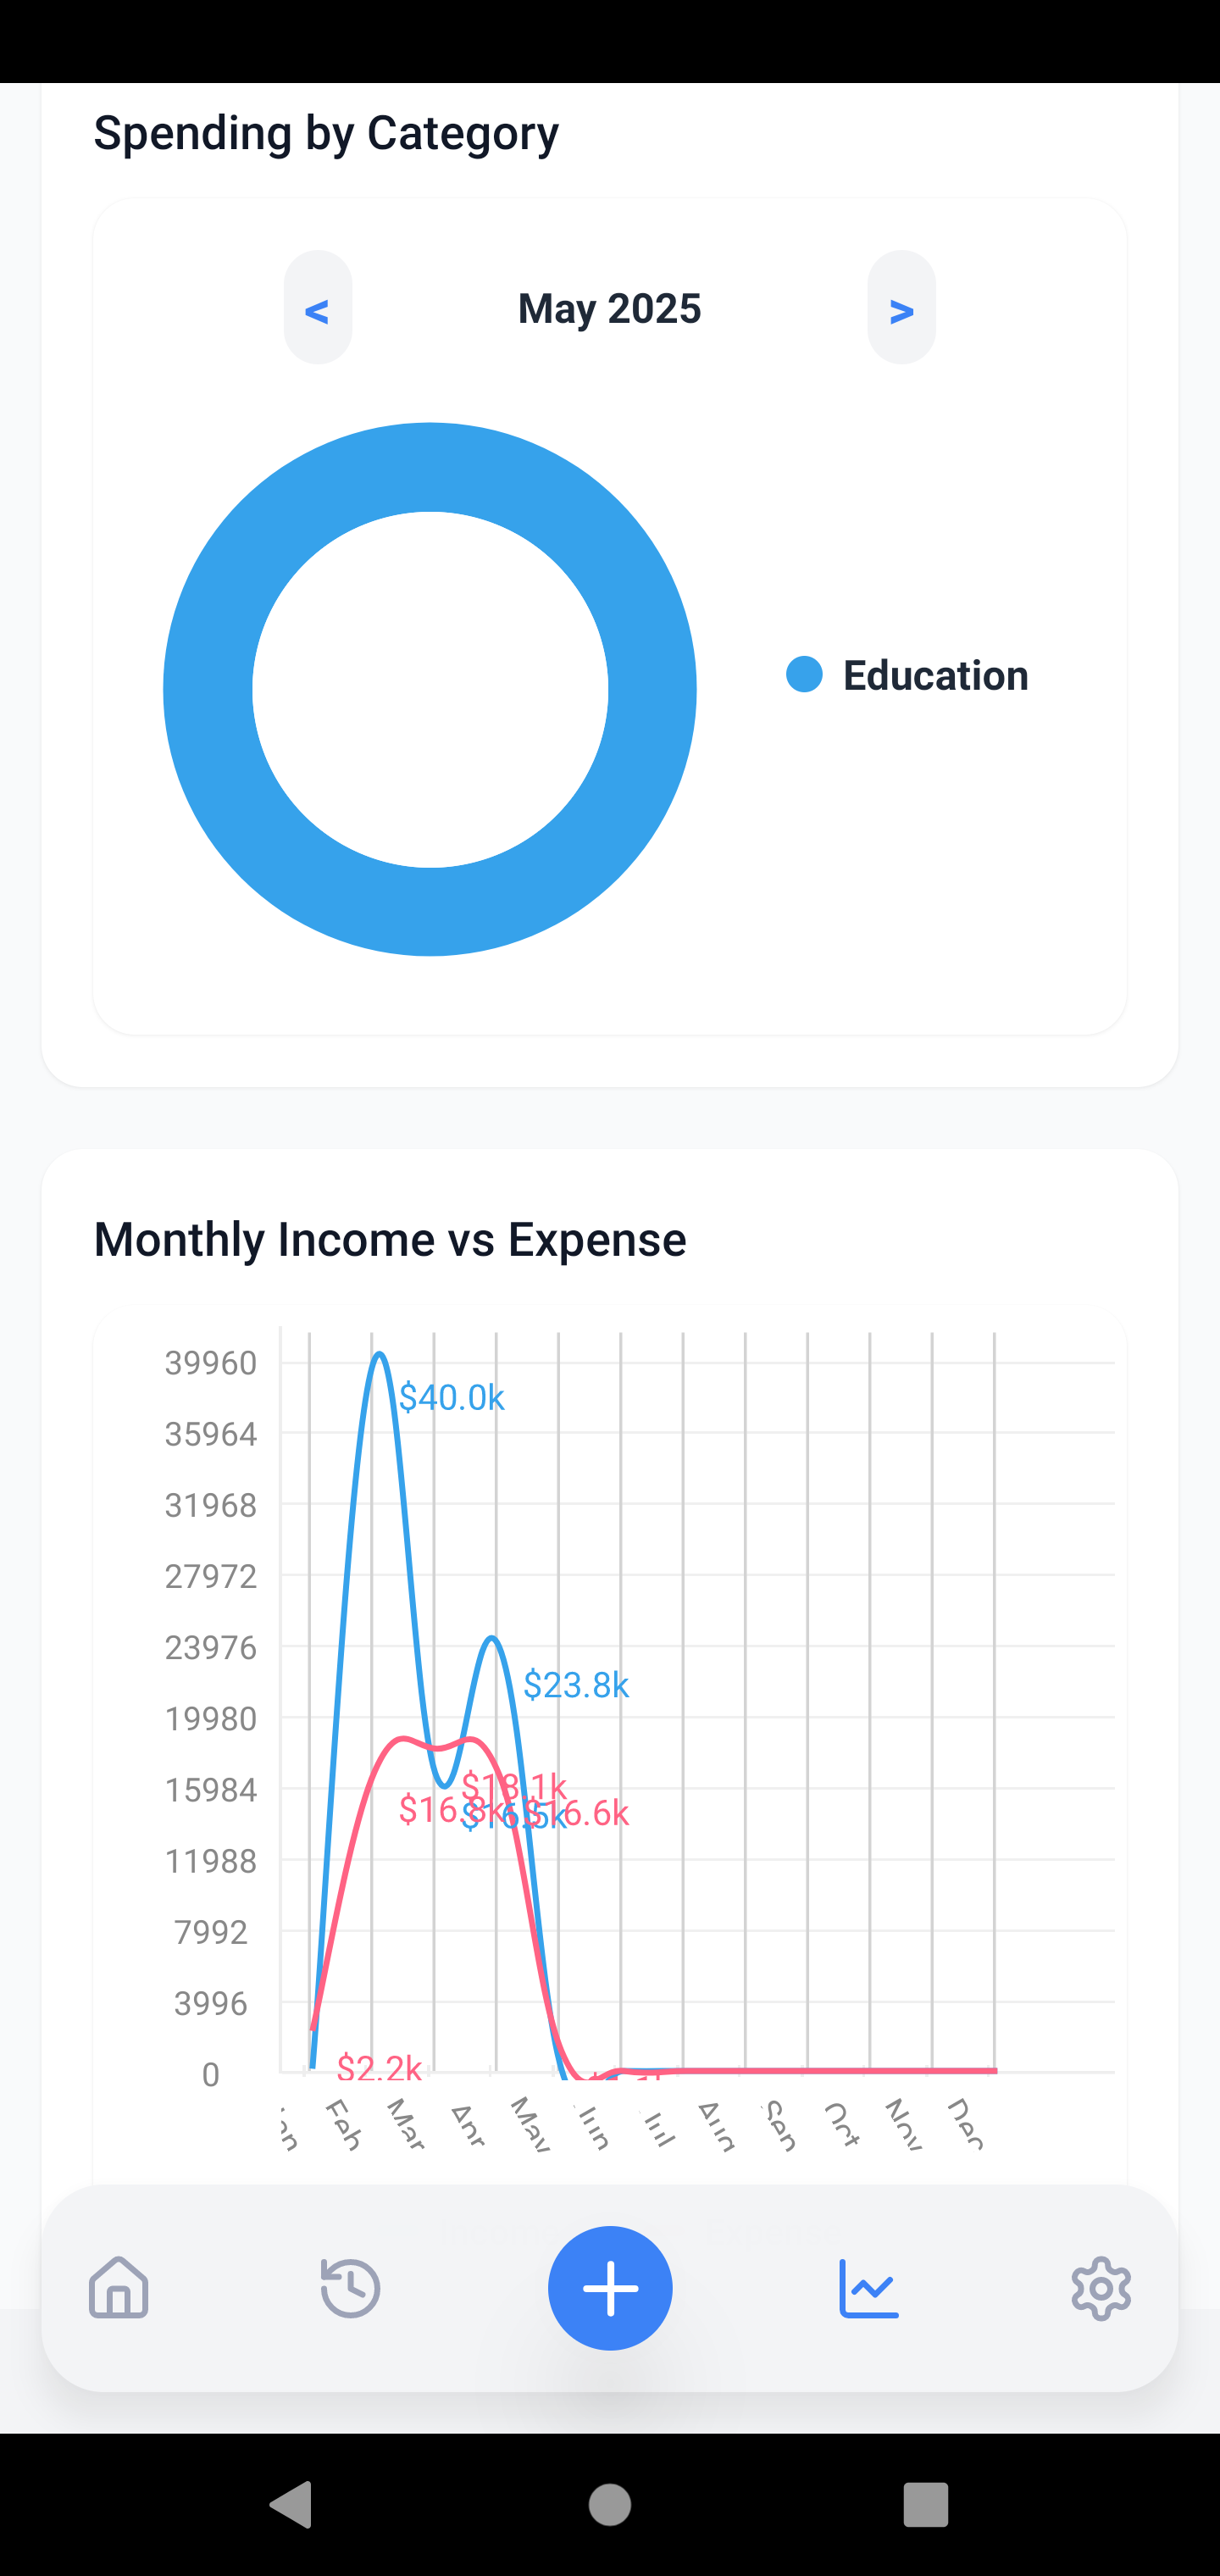 Spending by Category
<
May 2025
>
Education
Monthly Income vs Expense
39960
$40.0k
35964
31968
27972
23976
$23.8k
19980
15984
$18.1k
$16.8k
$16.5k
$16.6k
11988
7992
3996
$2.2k
0
Feb
Mar
Apr
May
Jun
Jul
Aug
Sep
Oct
Nov
Dec